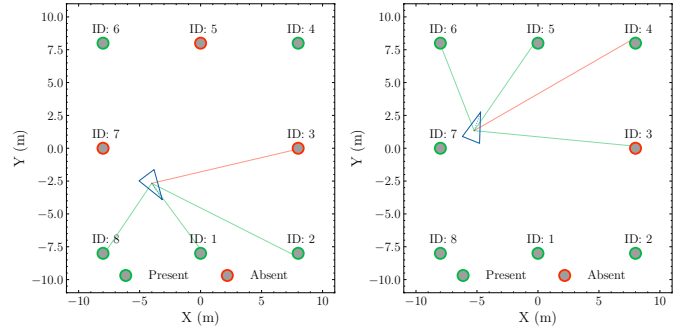 10.0
7.5
5.0
2.5
0.0
−2.5
−5.0
−7.5
−10.0
Y (m)
ID: 6
ID: 5
ID: 4
ID: 7
ID: 3
ID: 8
ID: 1
ID: 2
Present
Absent
−10
−5
0
5
10
X (m)
10.0
7.5
5.0
2.5
0.0
−2.5
−5.0
−7.5
−10.0
Y (m)
ID: 6
ID: 5
ID: 4
ID: 7
ID: 3
ID: 8
ID: 1
ID: 2
Present
Absent
−10
−5
0
5
10
X (m)